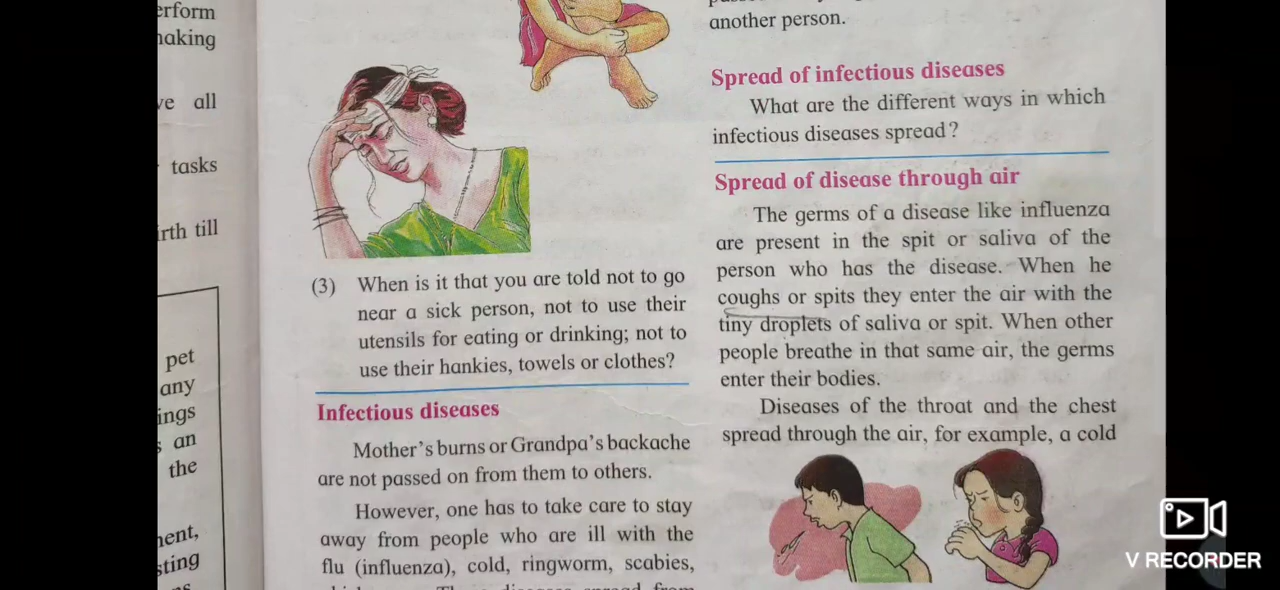 erform
naking
ve all
tasks
irth till
pet
any
ings
s an
the
nent,
sting
(3) When is it that you are told not to go
near a sick person, not to use their
utensils for eating or drinking; not to
use their hankies, towels or clothes?
Infectious diseases
Mother's burns or Grandpa's backache
are not passed on from them to others.
However, one has to take care to stay
away from people who are ill with the
flu (influenza), cold, ringworm, scabies,
another person.
Spread of infectious diseases
What are the different ways in which
infectious diseases spread?
Spread of disease through air
The germs of a disease like influenza
are present in the spit or saliva of the
person who has the disease. When he
coughs or spits they enter the air with the
tiny droplets of saliva or spit. When other
people breathe in that same air, the germs
enter their bodies.
Diseases of the throat and the chest
spread through the air, for example, a cold
V RECORDER